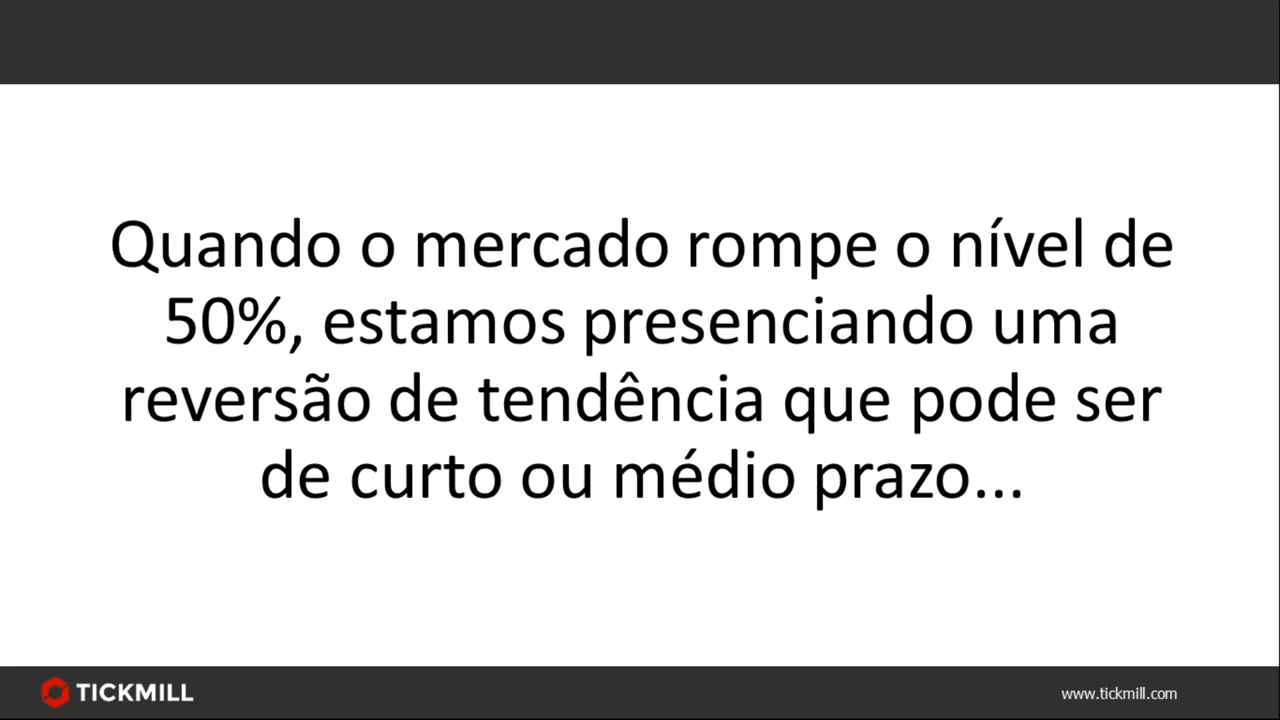 Quando o mercado rompe o nível de
50%, estamos presenciando uma
reversão de tendência que pode ser
de curto ou médio prazo...
TICKMILL
www.tickmill.com